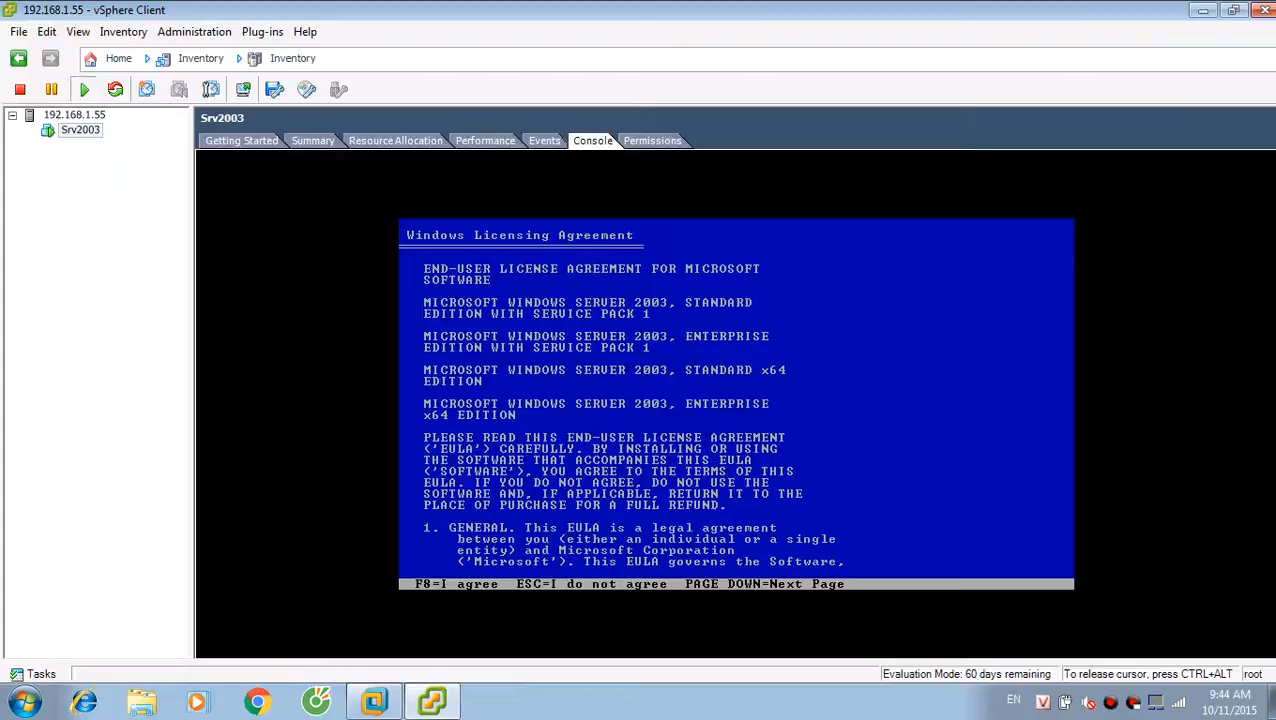 192.168.1.55 - vSphere Client
File Edit View Inventory Administration Plug-ins Help
Home Inventory Inventory
192.168.1.55
Srv2003
Srv2003
Getting Started Summary Resource Allocation Performance Events Console Permissions
Windows Licensing Agreement
END-USER LICENSE AGREEMENT FOR MICROSOFT
SOFTWARE
MICROSOFT WINDOWS SERVER 2003, STANDARD
EDITION WITH SERVICE PACK 1
MICROSOFT WINDOWS SERVER 2003, ENTERPRISE
EDITION WITH SERVICE PACK 1
MICROSOFT WINDOWS SERVER 2003, STANDARD x64
EDITION
MICROSOFT WINDOWS SERVER 2003, ENTERPRISE
x64 EDITION
PLEASE READ THIS END-USER LICENSE AGREEMENT
('EULA') CAREFULLY. BY INSTALLING OR USING
THE SOFTWARE THAT ACCOMPANIES THIS EULA
('SOFTWARE'), YOU AGREE TO THE TERMS OF THIS
EULA. IF YOU DO NOT AGREE, DO NOT USE THE
SOFTWARE AND, IF APPLICABLE, RETURN IT TO THE
PLACE OF PURCHASE FOR A FULL REFUND.
1. GENERAL. This EULA is a legal agreement
between you (either an individual or a single
entity) and Microsoft Corporation
('Microsoft'). This EULA governs the Software,
F8=I agree ESC=I do not agree PAGE DOWN=Next Page
Tasks
Evaluation Mode: 60 days remaining To release cursor, press CTRL+ALT root
EN
9:44 AM
10/11/2015